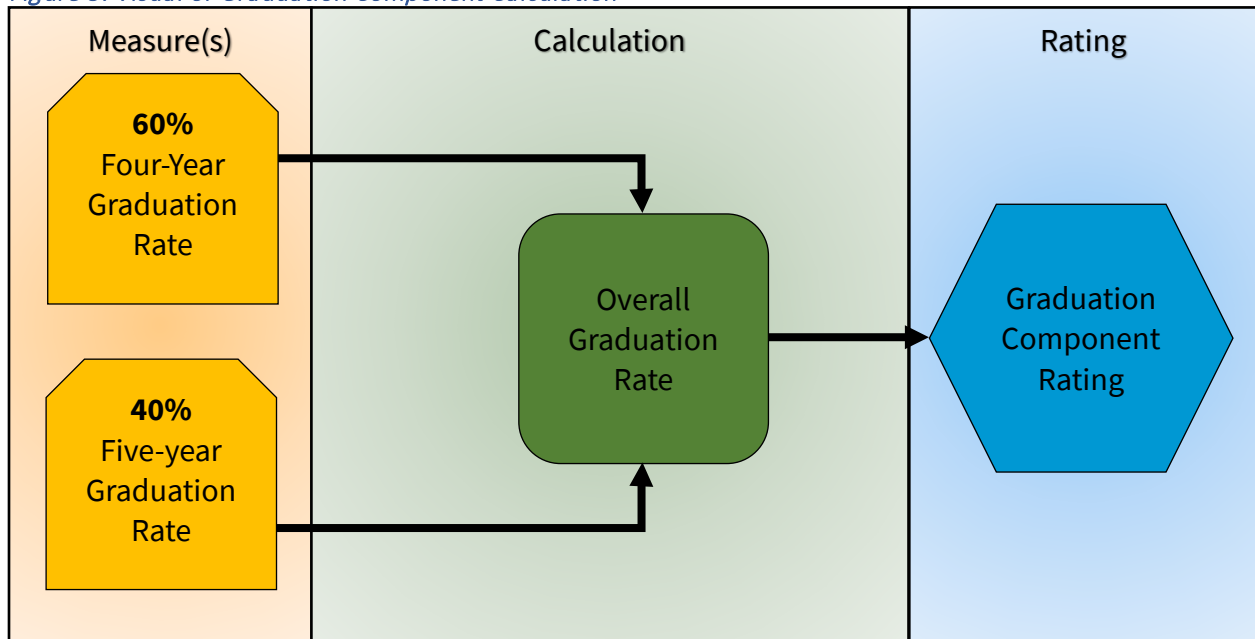 Measure(s)
Calculation
Rating
60%
Four-Year
Graduation
Rate
40%
Five-year
Graduation
Rate
Overall
Graduation
Rate
Graduation
Component
Rating